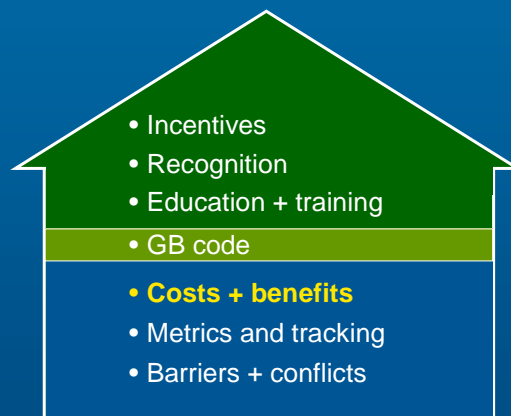 • Incentives
• Recognition
• Education + training
• GB code
• Costs + benefits
• Metrics and tracking
• Barriers + conflicts